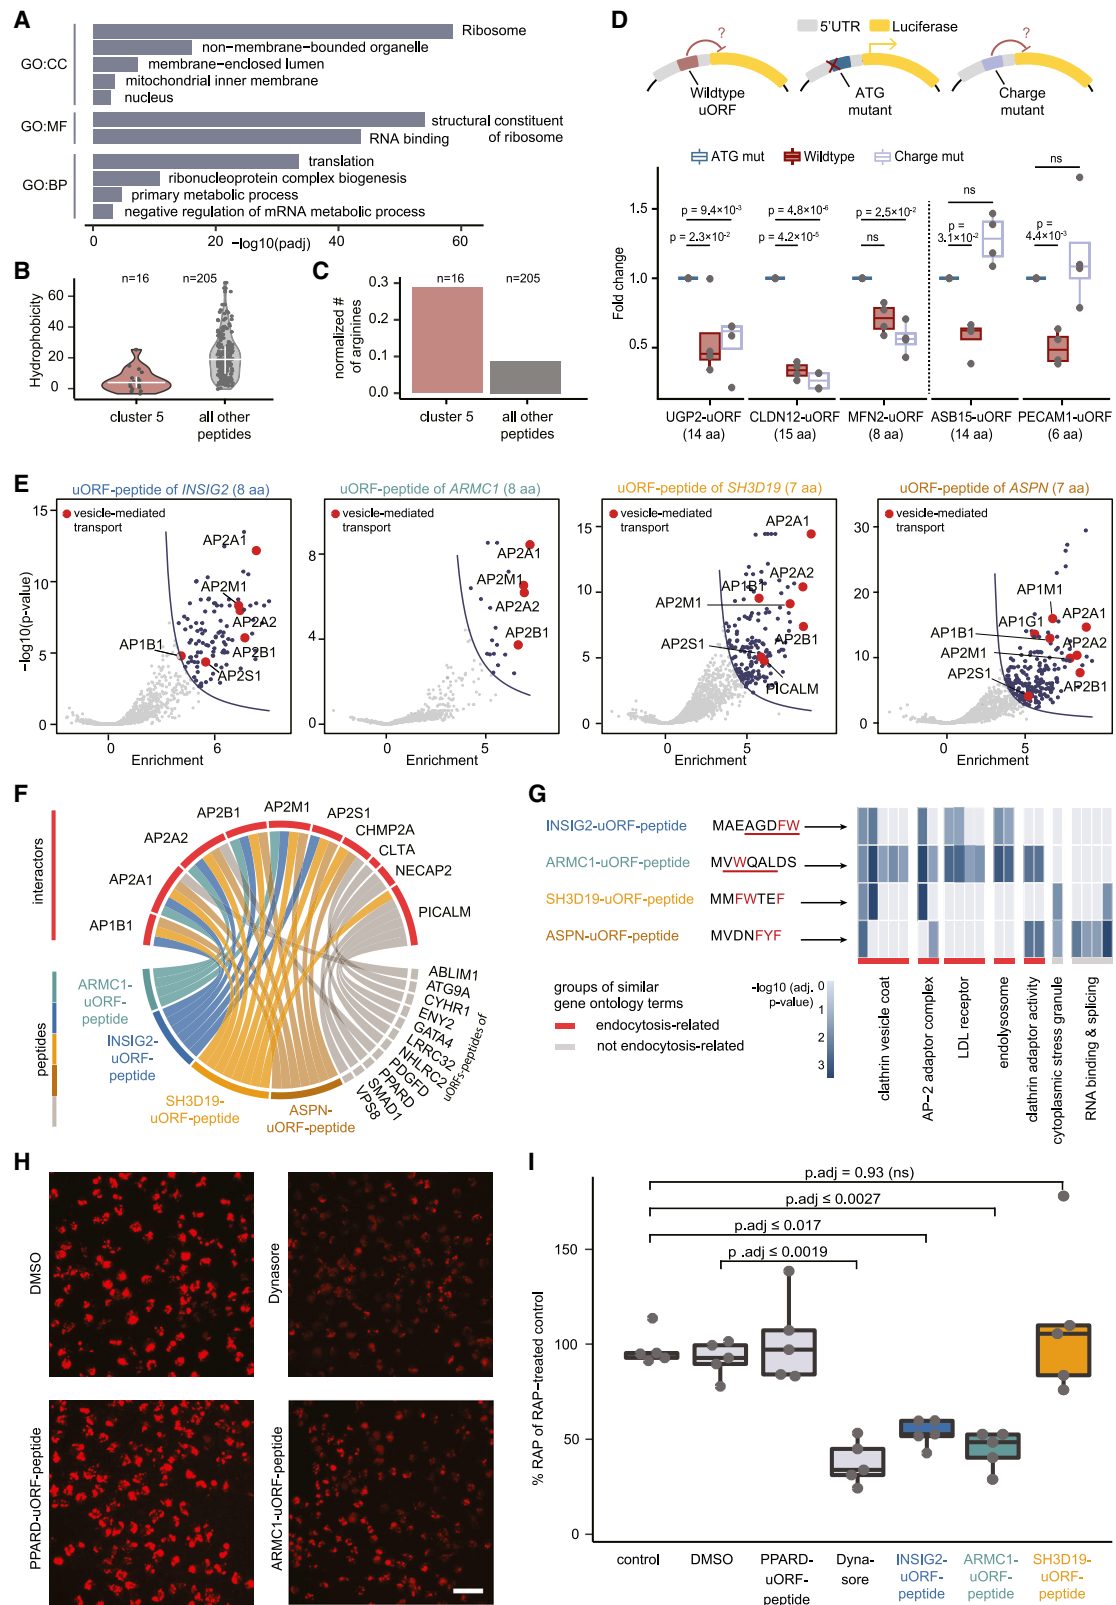 A
GO:CC
Ribosome
non−membrane−bounded organelle
membrane−enclosed lumen
mitochondrial inner membrane
nucleus
GO:MF
structural constituent
of ribosome
RNA binding
GO:BP
translation
ribonucleoprotein complex biogenesis
primary metabolic process
negative regulation of mRNA metabolic process
0 20 40 60
−log10(padj)
B
n=16 n=205
Hydrophobicity
60
40
20
0
cluster 5
all other
peptides
C
n=16 n=205
normalized #
of arginines
0.3
0.2
0.1
0.0
cluster 5
all other
peptides
D
5'UTR Luciferase
? ?
Wildtype
uORF
ATG
mutant
Charge
mutant
ATG mut Wildtype Charge mut
Fold change
1.5
1.0
0.5
p = 9.4×10-3
p = 2.3×10-2
p = 4.8×10-6
p = 4.2×10-5
p = 2.5×10-2
ns
ns
p =
3.1×10-2
ns
p =
4.4×10-3
UGP2-uORF
(14 aa)
CLDN12-uORF
(15 aa)
MFN2-uORF
(8 aa)
ASB15-uORF
(14 aa)
PECAM1-uORF
(6 aa)
E
uORF-peptide of INSIG2 (8 aa)
vesicle-mediated
transport
−log10(p-value)
15
10
5
0
AP2A1
AP2M1
AP2A2
AP1B1
AP2B1
AP2S1
0 6
Enrichment
uORF-peptide of ARMC1 (8 aa)
vesicle-mediated
transport
8
4
0
AP2A1
AP2M1
AP2A2
AP2B1
0 5
Enrichment
uORF-peptide of SH3D19 (7 aa)
vesicle-mediated
transport
15
10
5
0
AP2A1
AP1B1
AP2A2
AP2M1
AP2S1
AP2B1
PICALM
0 5
Enrichment
uORF-peptide of ASPN (7 aa)
vesicle-mediated
transport
30
20
10
0
AP1M1
AP1G1
AP2A1
AP1B1
AP2M1
AP2A2
AP2S1
AP2B1
0 5
Enrichment
F
interactors
peptides
AP1B1
AP2A1
AP2A2
AP2B1
AP2M1
AP2S1
CHMP2A
CLTA
NECAP2
PICALM
ARMC1-
uORF-
peptide
INSIG2-
uORF-
peptide
SH3D19-
uORF-peptide
ASPN-
uORF-peptide
ABLIM1
ATG9A
CYHR1
ENY2
GATA4
LRRC32
NHLRC2
PDGFD
PPARD
SMAD1
VPS8
uORFs-peptides of
G
INSIG2-uORF-peptide MAEAGDFW
ARMC1-uORF-peptide MVWQALDS
SH3D19-uORF-peptide MMFWTEF
ASPN-uORF-peptide MVDNFYF
groups of similar
gene ontology terms
endocytosis-related
not endocytosis-related
-log10 (adj.
p-value)
0
1
2
3
clathrin vesicle coat
AP-2 adaptor complex
LDL receptor
endolysosome
clathrin adaptor activity
cytoplasmic stress granule
RNA binding & splicing
H
DMSO
Dynasore
PPARD-uORF-peptide
ARMC1-uORF-peptide
I
% RAP of RAP−treated control
150
100
50
0
p.adj = 0.93 (ns)
p.adj ≤ 0.0027
p.adj ≤ 0.017
p .adj ≤ 0.0019
control
DMSO
PPARD-
uORF-
peptide
Dyna-
sore
INSIG2-
uORF-
peptide
ARMC1-
uORF-
peptide
SH3D19-
uORF-
peptide